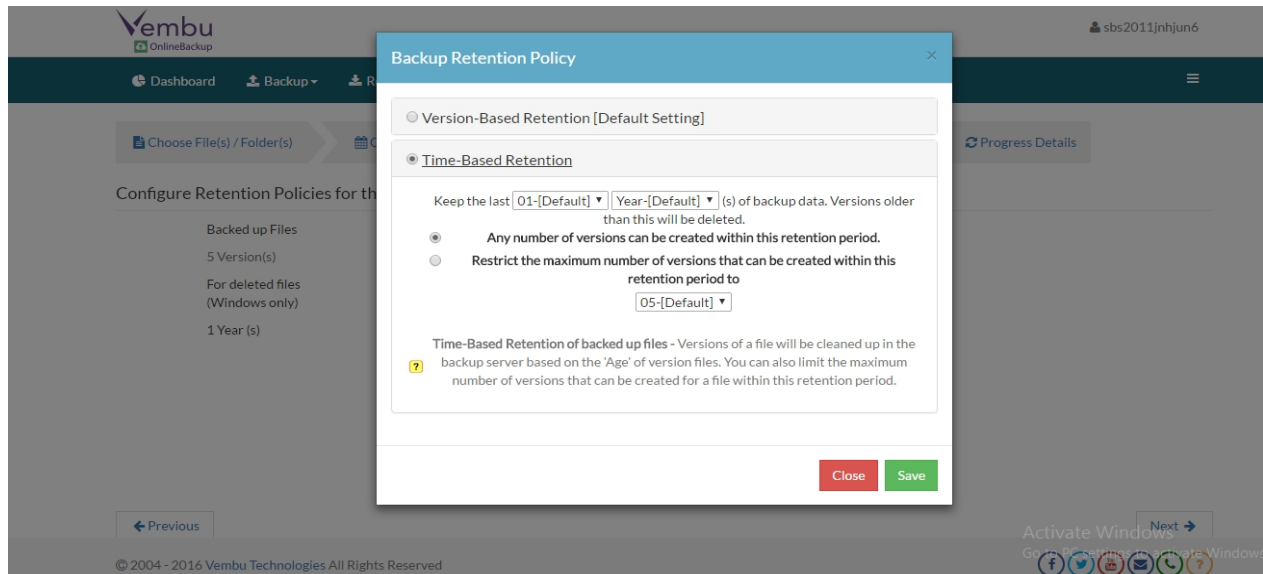 Vembu
OnlineBackup
sbs2011jnhjun6
Dashboard Backup R
Choose File(s) / Folder(s)
Progress Details
Configure Retention Policies for th
Backed up Files
5 Version(s)
For deleted files
(Windows only)
1 Year (s)
Backup Retention Policy ×
Version-Based Retention [Default Setting]
Time-Based Retention
Keep the last 01-[Default] Year-[Default] (s) of backup data. Versions older
than this will be deleted.
Any number of versions can be created within this retention period.
Restrict the maximum number of versions that can be created within this
retention period to
05-[Default]
Time-Based Retention of backed up files - Versions of a file will be cleaned up in the
? backup server based on the 'Age' of version files. You can also limit the maximum
number of versions that can be created for a file within this retention period.
Close Save
Previous
Next
Activate Windows
Go to PC settings to activate Windows
© 2004 - 2016 Vembu Technologies All Rights Reserved